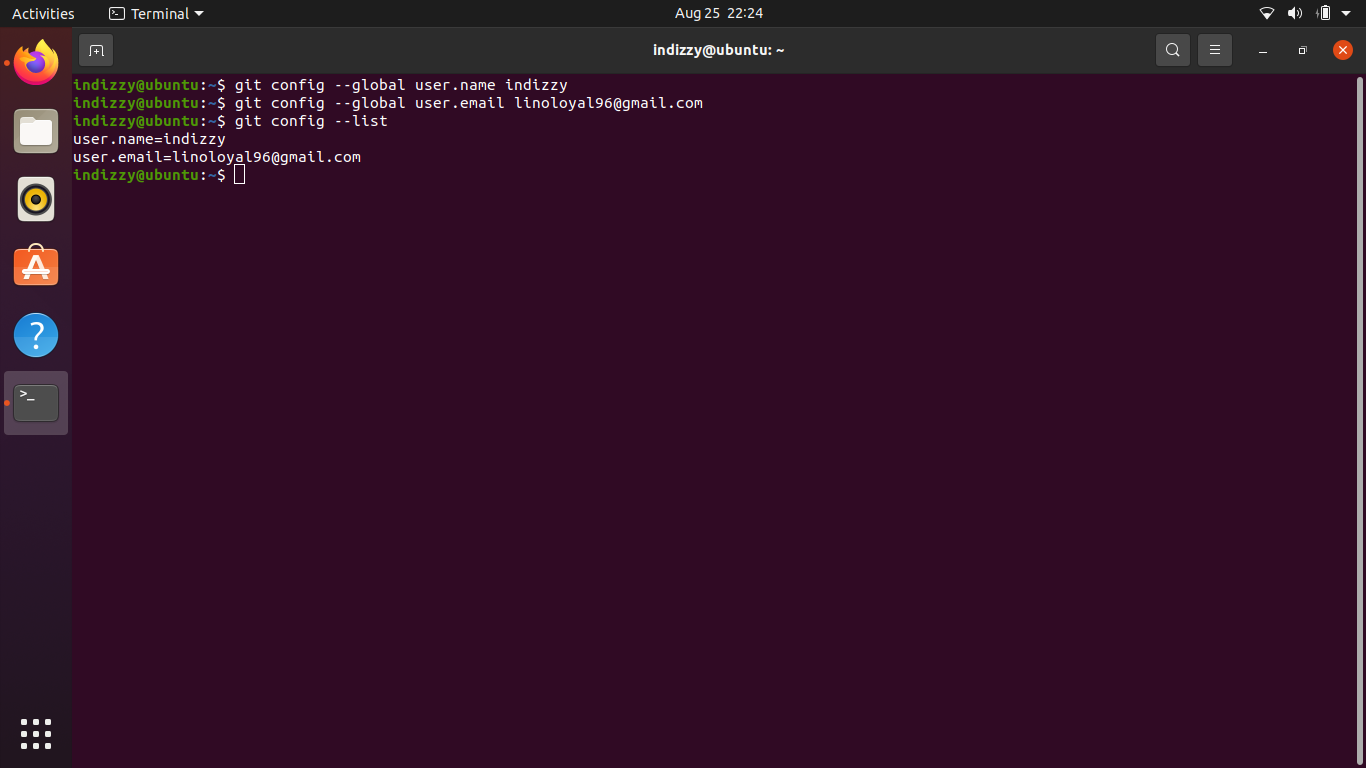 Activities
Terminal
Aug 25 22:24
indizzy@ubuntu: ~
indizzy@ubuntu:~$ git config --global user.name indizzy
indizzy@ubuntu:~$ git config --global user.email linoloyal96@gmail.com
indizzy@ubuntu:~$ git config --list
user.name=indizzy
user.email=linoloyal96@gmail.com
indizzy@ubuntu:~$